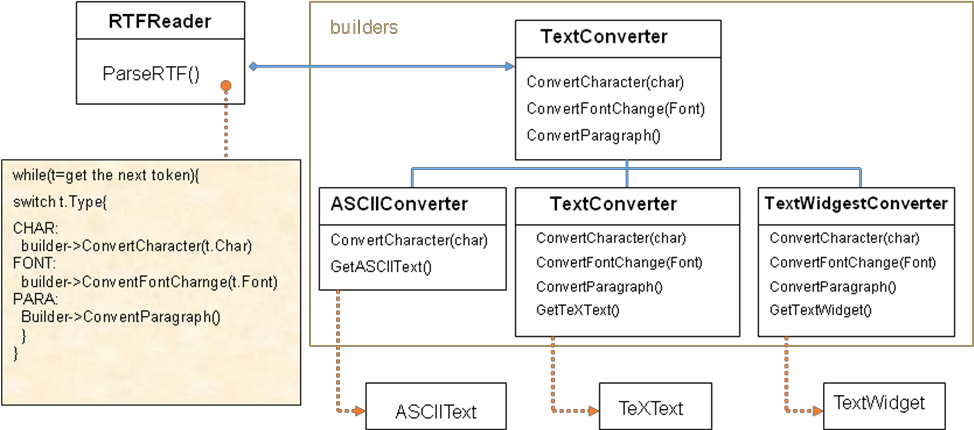 RTFReader
ParseRTF()
while(t=get the next token){
switch t.Type{
CHAR:
builder->ConvertCharacter(t.Char)
FONT:
builder->ConventFontCharnge(t.Font)
PARA:
Builder->ConventParagraph()
}
}
builders
TextConverter
ConvertCharacter(char)
ConvertFontChange(Font)
ConvertParagraph()
ASCIIConverter
ConvertCharacter(char)
GetASCIIText()
TextConverter
ConvertCharacter(char)
ConvertFontChange(Font)
ConvertParagraph()
GetTeXText()
TextWidgestConverter
ConvertCharacter(char)
ConvertFontChange(Font)
ConvertParagraph()
GetTextWidget()
ASCIIText
TeXText
TextWidget